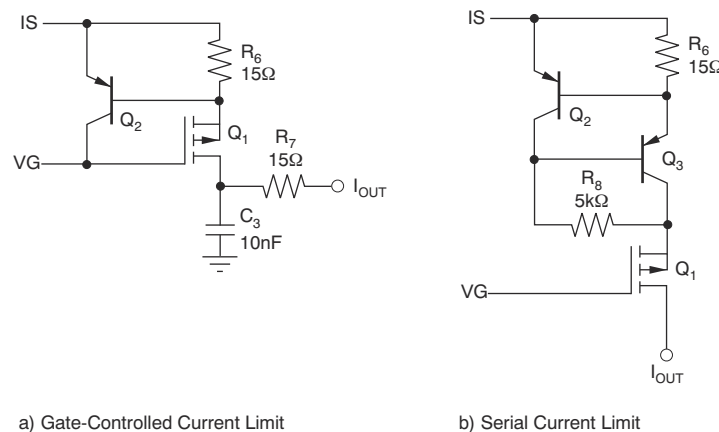 IS
R6
15Ω
Q2
Q1
VG
R7
15Ω
IOUT
C3
10nF
a) Gate-Controlled Current Limit
IS
R6
15Ω
Q2
Q3
R8
5kΩ
Q1
VG
IOUT
b) Serial Current Limit